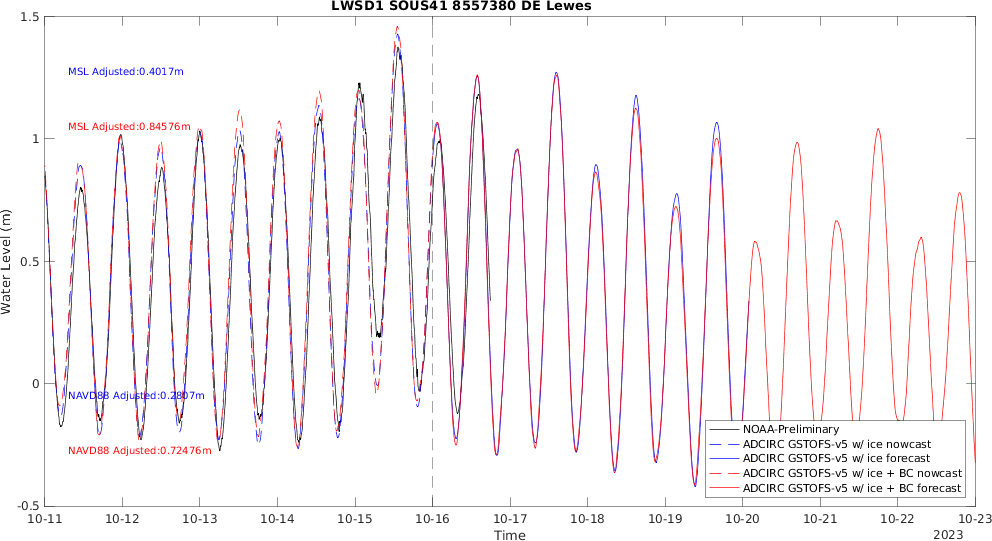 LWSD1 SOUS41 8557380 DE Lewes
1.5
1
0.5
0
-0.5
Water Level (m)
MSL Adjusted:0.4017m
MSL Adjusted:0.84576m
NAVD88 Adjusted:0.2807m
NAVD88 Adjusted:0.72476m
NOAA-Preliminary
ADCIRC GSTOFS-v5 w/ ice nowcast
ADCIRC GSTOFS-v5 w/ ice forecast
ADCIRC GSTOFS-v5 w/ ice + BC nowcast
ADCIRC GSTOFS-v5 w/ ice + BC forecast
10-11 10-12 10-13 10-14 10-15 10-16 10-17 10-18 10-19 10-20 10-21 10-22 10-23
Time
2023